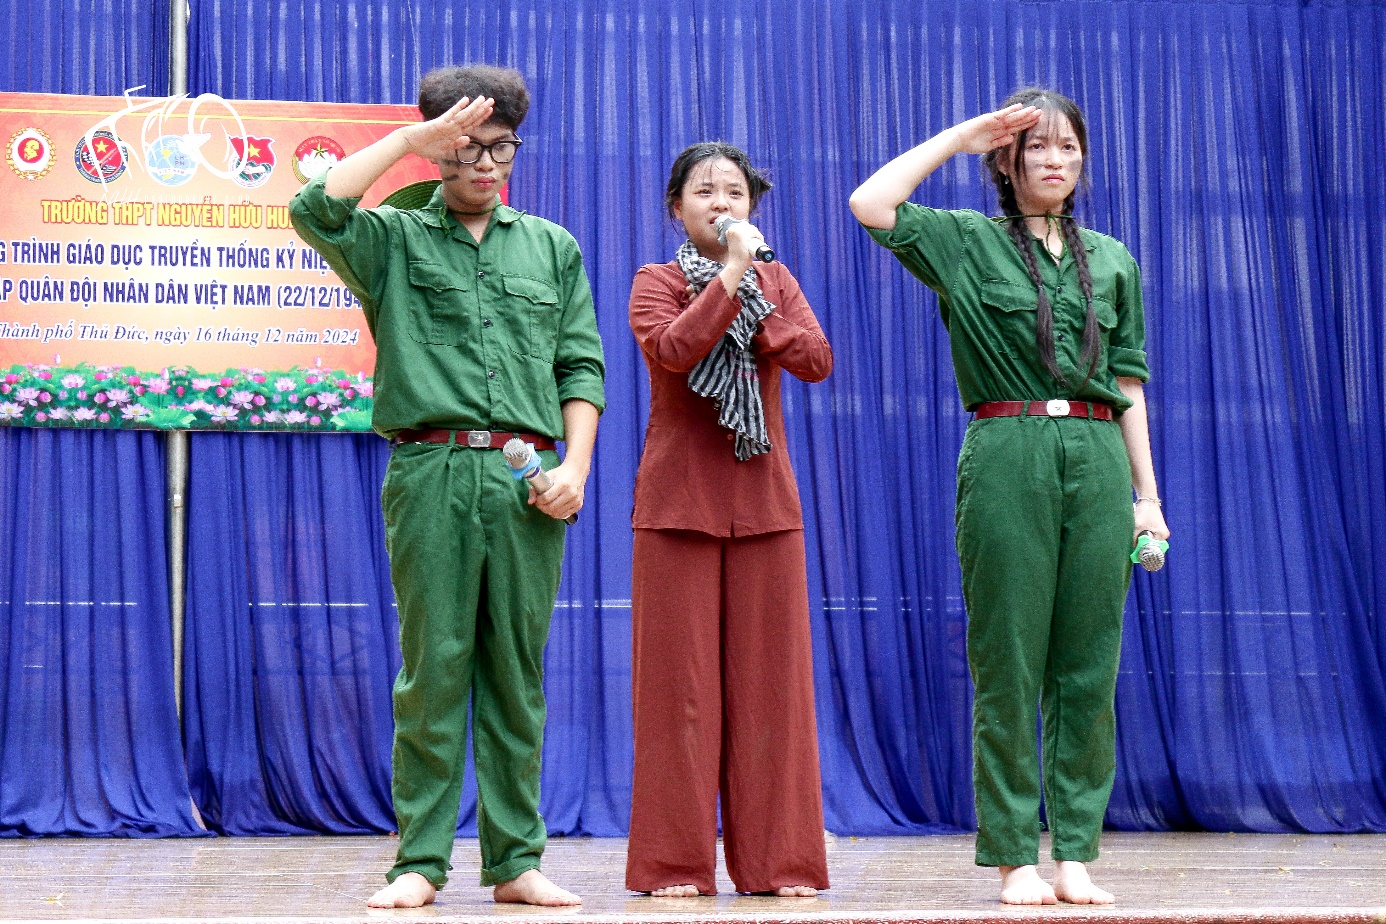 TRƯỜNG THPT NGUYỄN HỮU HU
G TRÌNH GIÁO DỤC TRUYỀN THỐNG KỶ NIỆ
ẬP QUÂN ĐỘI NHÂN DÂN VIỆT NAM (22/12/194
Thành phố Thủ Đức, ngày 16 tháng 12 năm 2024